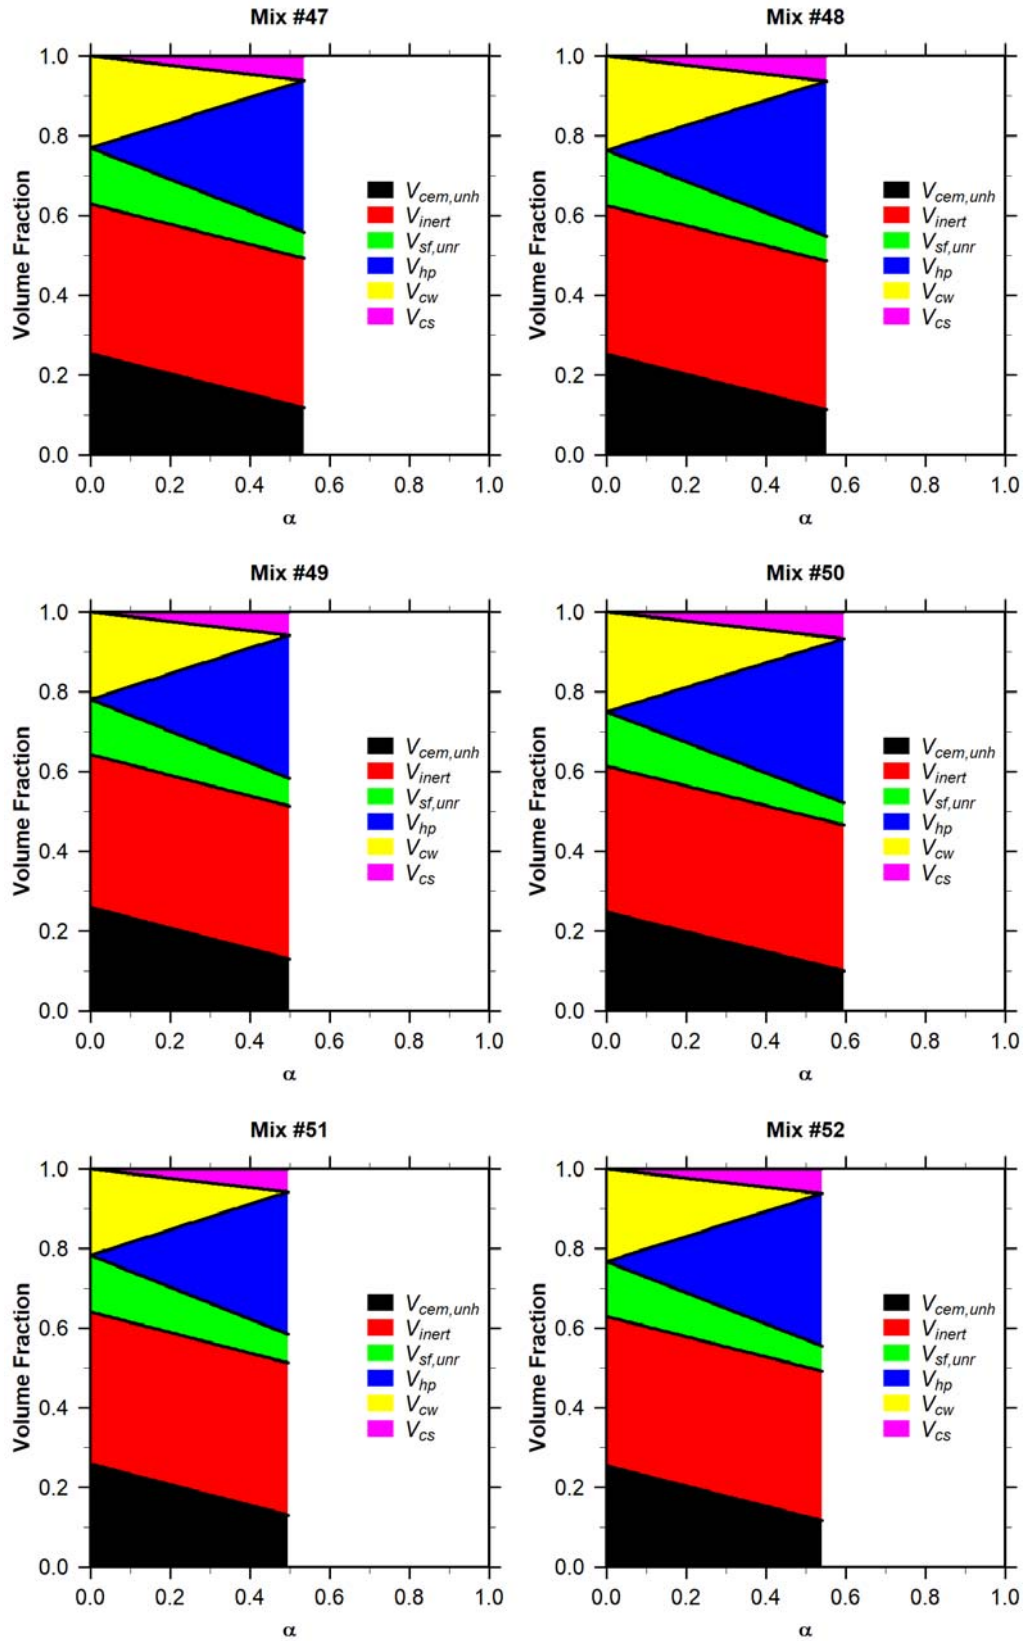 Mix #47
1.0
0.8
0.6
0.4
0.2
0.0
Volume Fraction
V_cem,unh
V_inert
V_sf,unr
V_hp
V_cw
V_cs
0.0 0.2 0.4 0.6 0.8 1.0
α
Mix #48
1.0
0.8
0.6
0.4
0.2
0.0
Volume Fraction
V_cem,unh
V_inert
V_sf,unr
V_hp
V_cw
V_cs
0.0 0.2 0.4 0.6 0.8 1.0
α
Mix #49
1.0
0.8
0.6
0.4
0.2
0.0
Volume Fraction
V_cem,unh
V_inert
V_sf,unr
V_hp
V_cw
V_cs
0.0 0.2 0.4 0.6 0.8 1.0
α
Mix #50
1.0
0.8
0.6
0.4
0.2
0.0
Volume Fraction
V_cem,unh
V_inert
V_sf,unr
V_hp
V_cw
V_cs
0.0 0.2 0.4 0.6 0.8 1.0
α
Mix #51
1.0
0.8
0.6
0.4
0.2
0.0
Volume Fraction
V_cem,unh
V_inert
V_sf,unr
V_hp
V_cw
V_cs
0.0 0.2 0.4 0.6 0.8 1.0
α
Mix #52
1.0
0.8
0.6
0.4
0.2
0.0
Volume Fraction
V_cem,unh
V_inert
V_sf,unr
V_hp
V_cw
V_cs
0.0 0.2 0.4 0.6 0.8 1.0
α